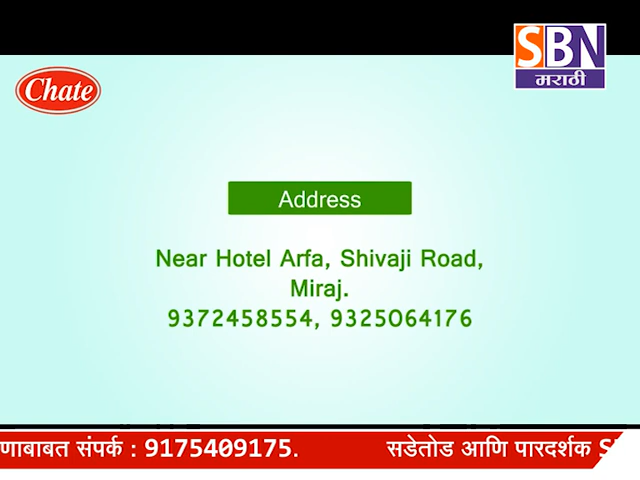 SBN
मराठी
Chate
Address
Near Hotel Arfa, Shivaji Road,
Miraj.
9372458554, 9325064176
णाबाबत संपर्क : 9175409175. सडेतोड आणि पारदर्शक S